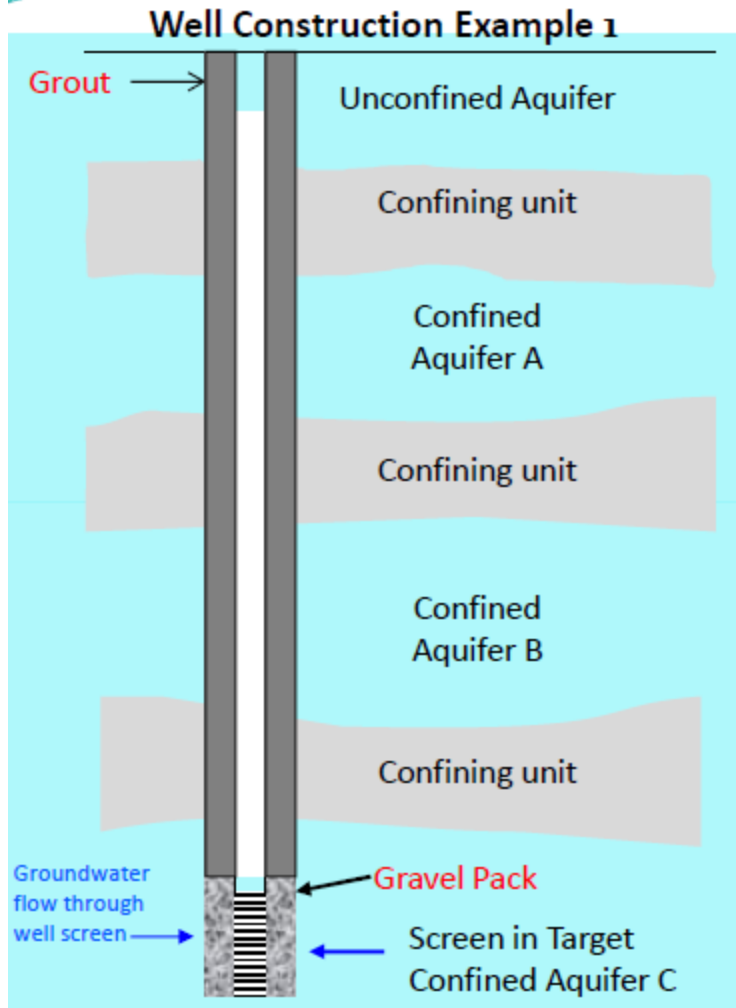 Well Construction Example 1
Grout
Unconfined Aquifer
Confining unit
Confined
Aquifer A
Confining unit
Confined
Aquifer B
Confining unit
Groundwater
flow through
well screen
Gravel Pack
Screen in Target
Confined Aquifer C